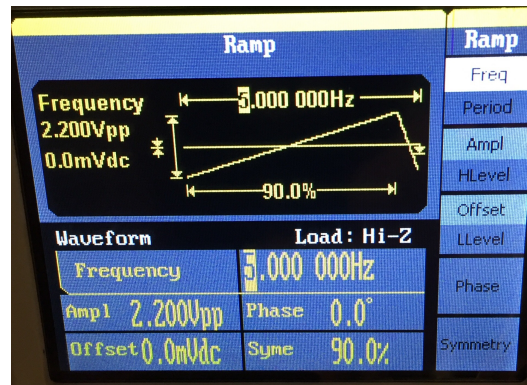 Ramp
Ramp
Freq
Period
Ampl
HLevel
Offset
LLevel
Phase
Symmetry
Frequency
5.000 000Hz
2.200Vpp
0.0mVdc
90.0%
Waveform Load: Hi-Z
Frequency 5.000 000Hz
Ampl 2.200Vpp Phase 0.0°
Offset 0.0mVdc Syme 90.0%